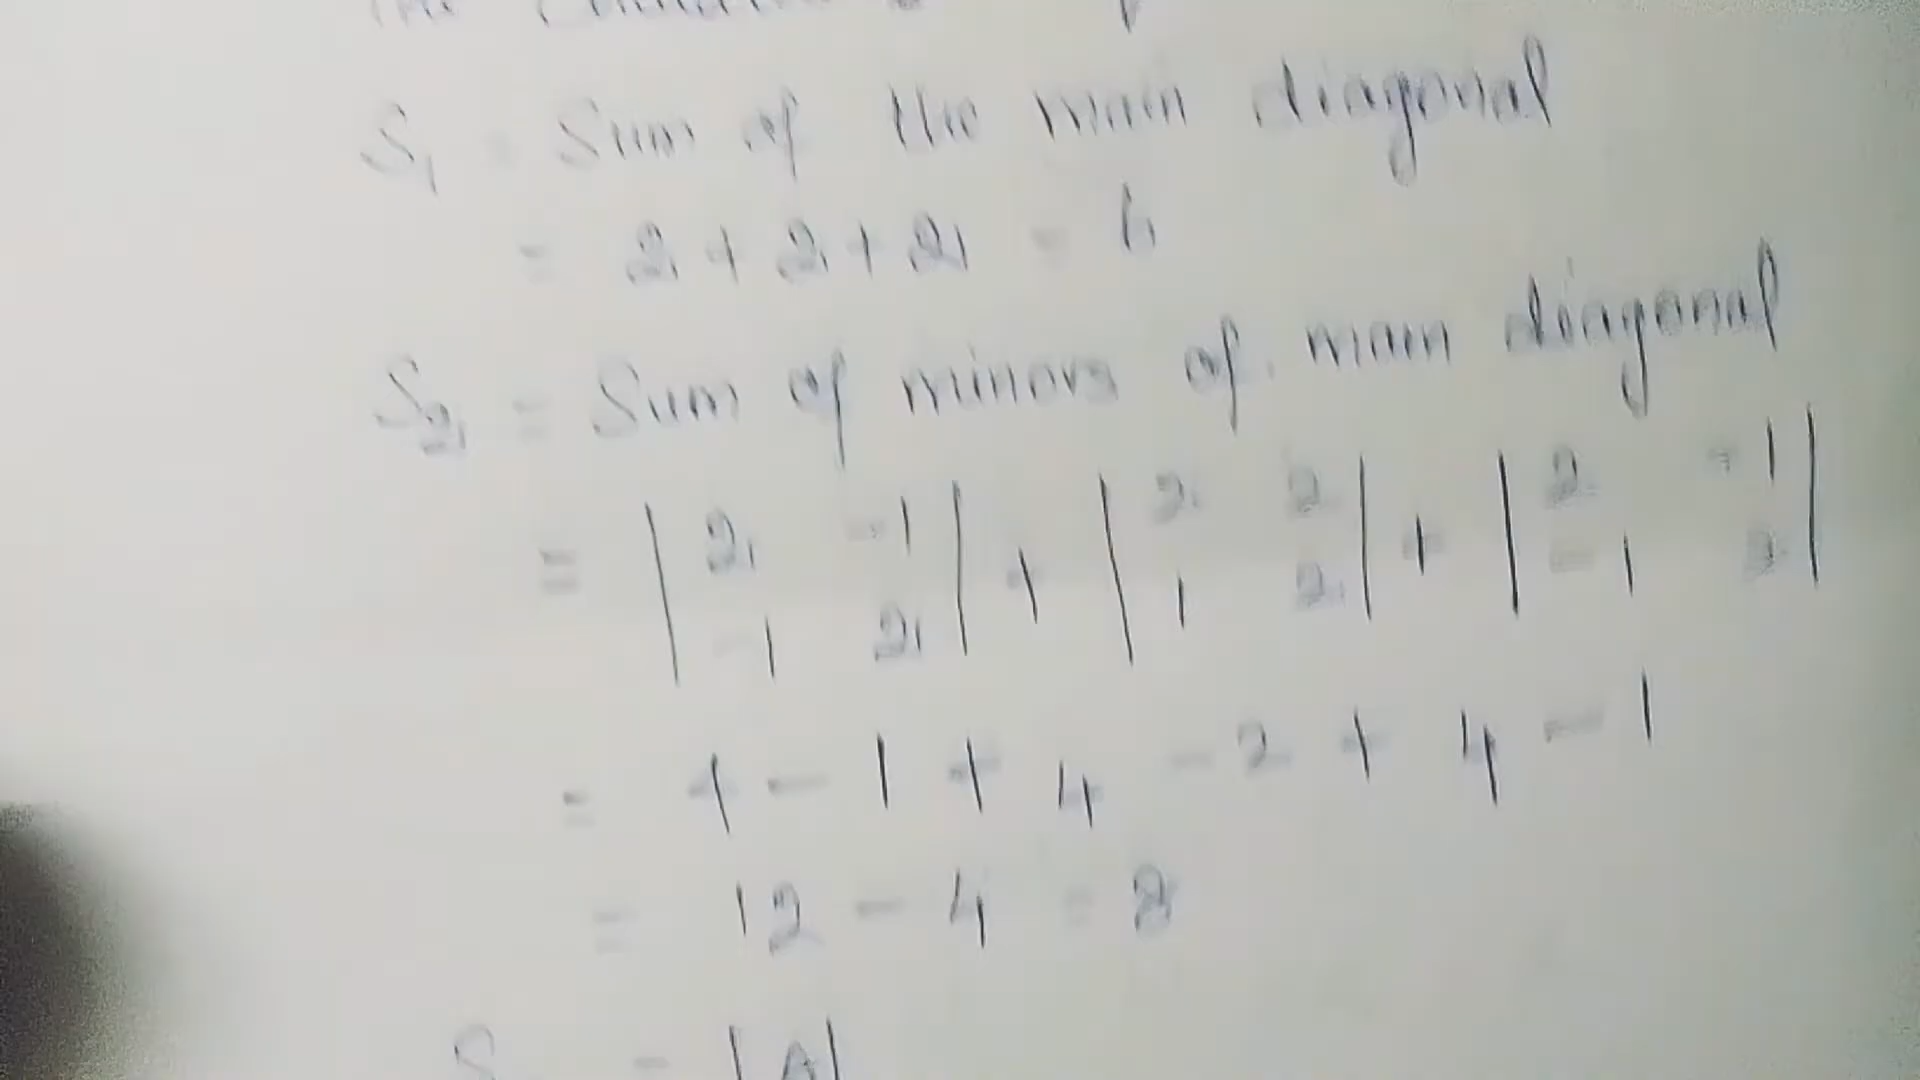 The
S₁ = Sum of the main diagonal
= 2 + 2 + 2 = 6
S₂ = Sum of minors of main diagonal
= | 2 -1 | + | 2 2 | + | 2 -1 |
| -1 2 | | 1 2 | | -1 2 |
= 4 - 1 + 4 - 2 + 4 - 1
= 12 - 4 = 8
S = |A|